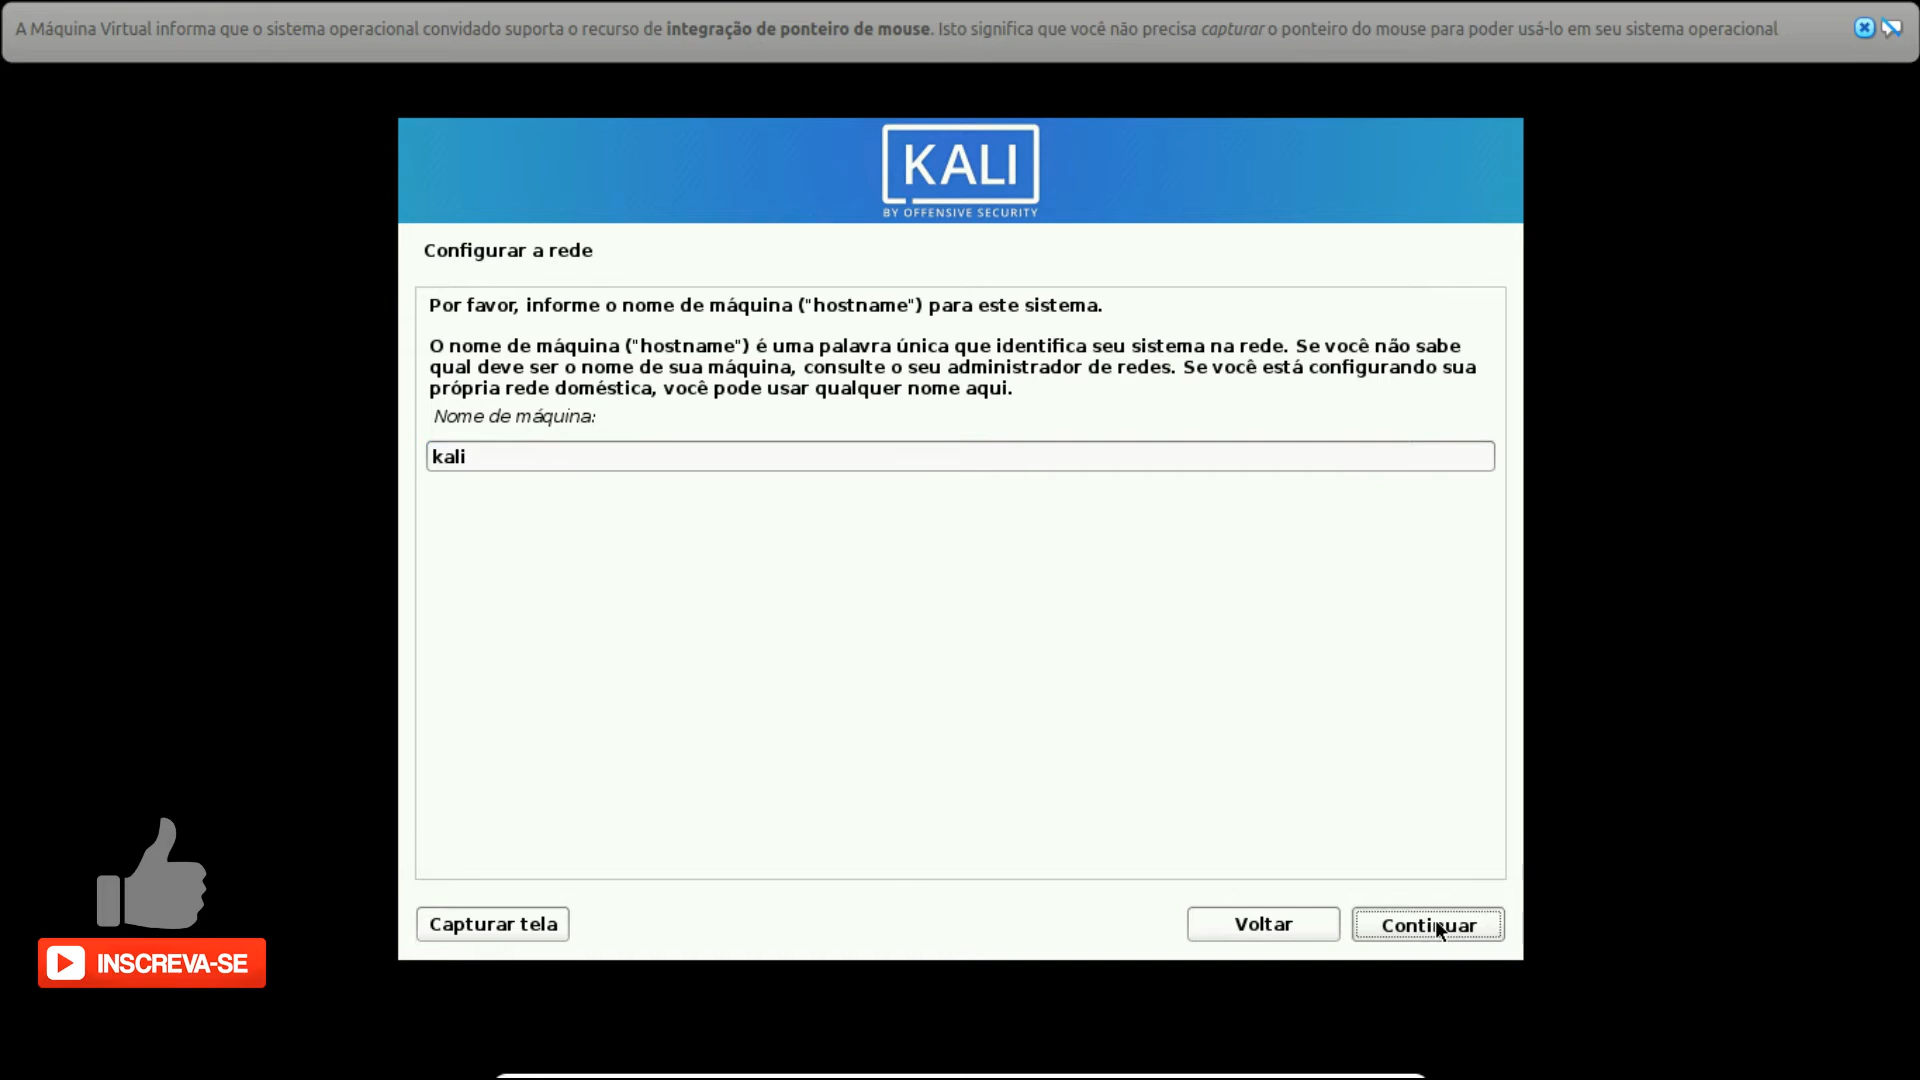 A Máquina Virtual informa que o sistema operacional convidado suporta o recurso de integração de ponteiro de mouse. Isto significa que você não precisa capturar o ponteiro do mouse para poder usá-lo em seu sistema operacional
KALI
BY OFFENSIVE SECURITY
Configurar a rede
Por favor, informe o nome de máquina ("hostname") para este sistema.
O nome de máquina ("hostname") é uma palavra única que identifica seu sistema na rede. Se você não sabe
qual deve ser o nome de sua máquina, consulte o seu administrador de redes. Se você está configurando sua
própria rede doméstica, você pode usar qualquer nome aqui.
Nome de máquina:
kali
Capturar tela
Voltar
Continuar
INSCREVA-SE